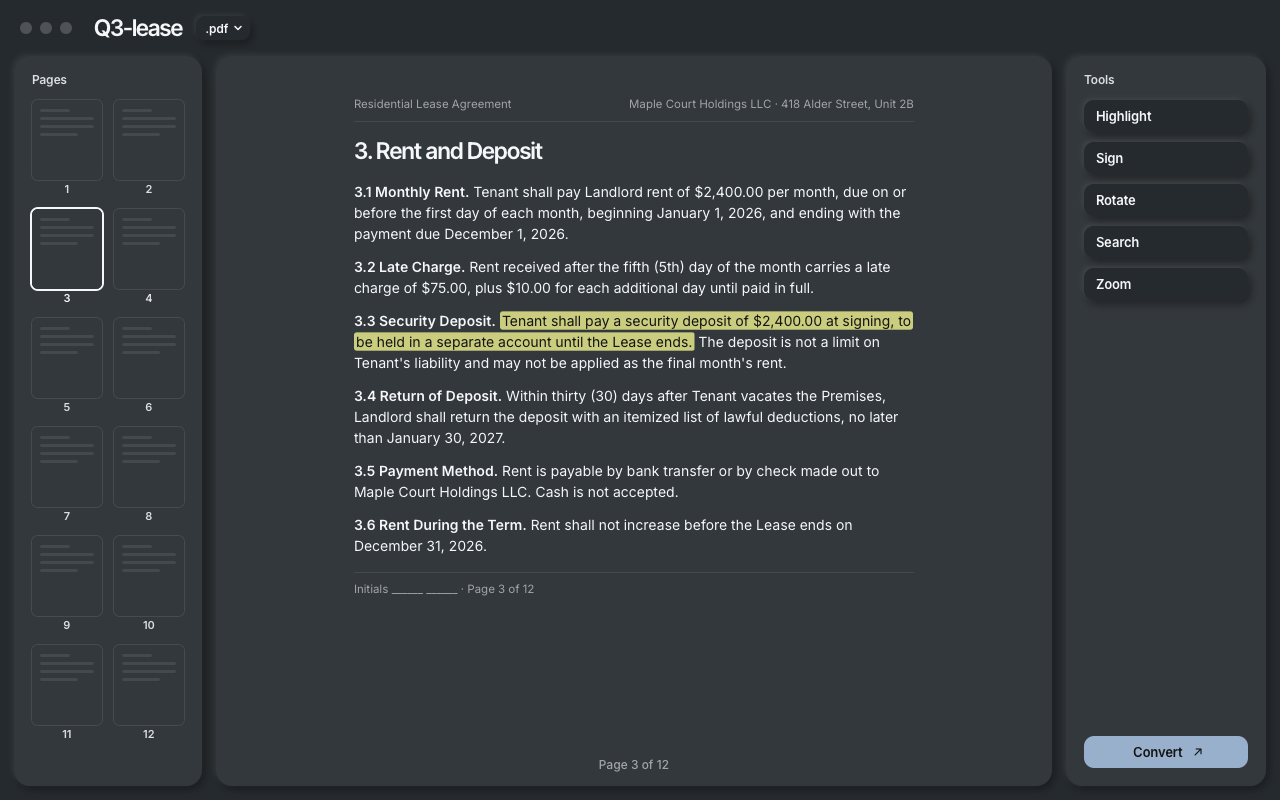 Q3-lease .pdf
Pages
1 2
3 4
5 6
7 8
9 10
11 12
Residential Lease Agreement Maple Court Holdings LLC · 418 Alder Street, Unit 2B
3. Rent and Deposit
3.1 Monthly Rent. Tenant shall pay Landlord rent of $2,400.00 per month, due on or
before the first day of each month, beginning January 1, 2026, and ending with the
payment due December 1, 2026.
3.2 Late Charge. Rent received after the fifth (5th) day of the month carries a late
charge of $75.00, plus $10.00 for each additional day until paid in full.
3.3 Security Deposit. Tenant shall pay a security deposit of $2,400.00 at signing, to
be held in a separate account until the Lease ends. The deposit is not a limit on
Tenant's liability and may not be applied as the final month's rent.
3.4 Return of Deposit. Within thirty (30) days after Tenant vacates the Premises,
Landlord shall return the deposit with an itemized list of lawful deductions, no later
than January 30, 2027.
3.5 Payment Method. Rent is payable by bank transfer or by check made out to
Maple Court Holdings LLC. Cash is not accepted.
3.6 Rent During the Term. Rent shall not increase before the Lease ends on
December 31, 2026.
Initials ______ ______ · Page 3 of 12
Page 3 of 12
Tools
Highlight
Sign
Rotate
Search
Zoom
Convert